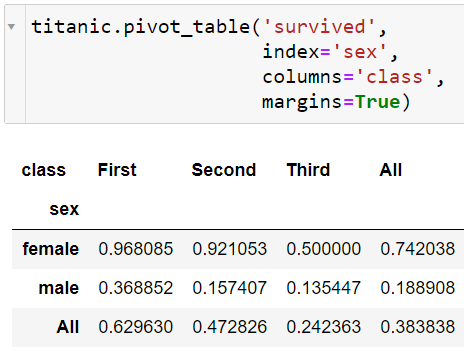 titanic.pivot_table('survived',
index='sex',
columns='class',
margins=True)
class First Second Third All
sex
female 0.968085 0.921053 0.500000 0.742038
male 0.368852 0.157407 0.135447 0.188908
All 0.629630 0.472826 0.242363 0.383838